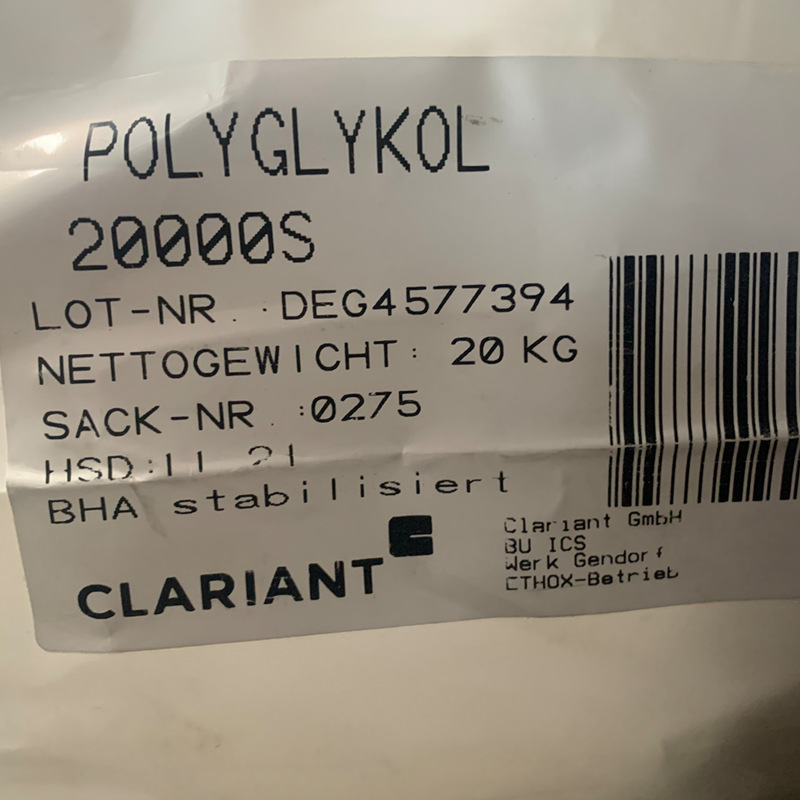 POLYGLYKOL
20000S
LOT-NR. :DEG4577394
NETTOGEWICHT: 20 KG
SACK-NR. :0275
HSD:11 21
BHA stabilisiert
CLARIANT
Clariant GmbH
BU ICS
Werk Gendorf
ETHOX-Betrieb